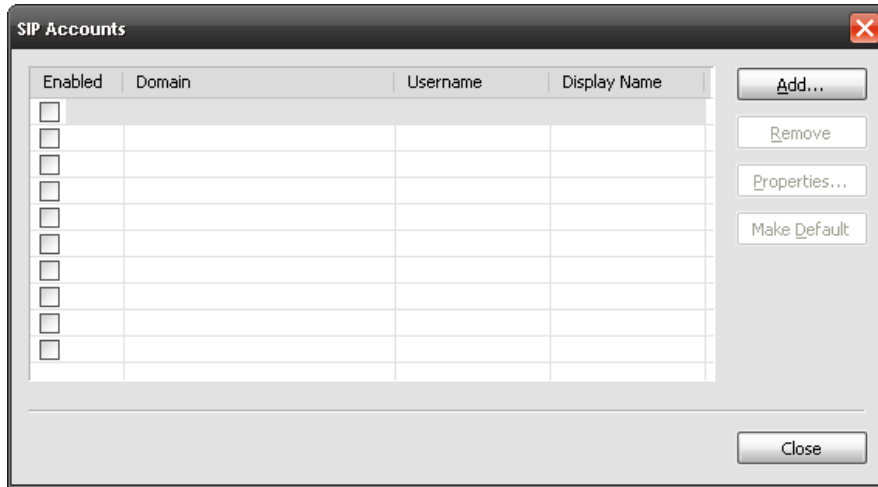 SIP Accounts
Enabled Domain Username Display Name
Add...
Remove
Properties...
Make Default
Close